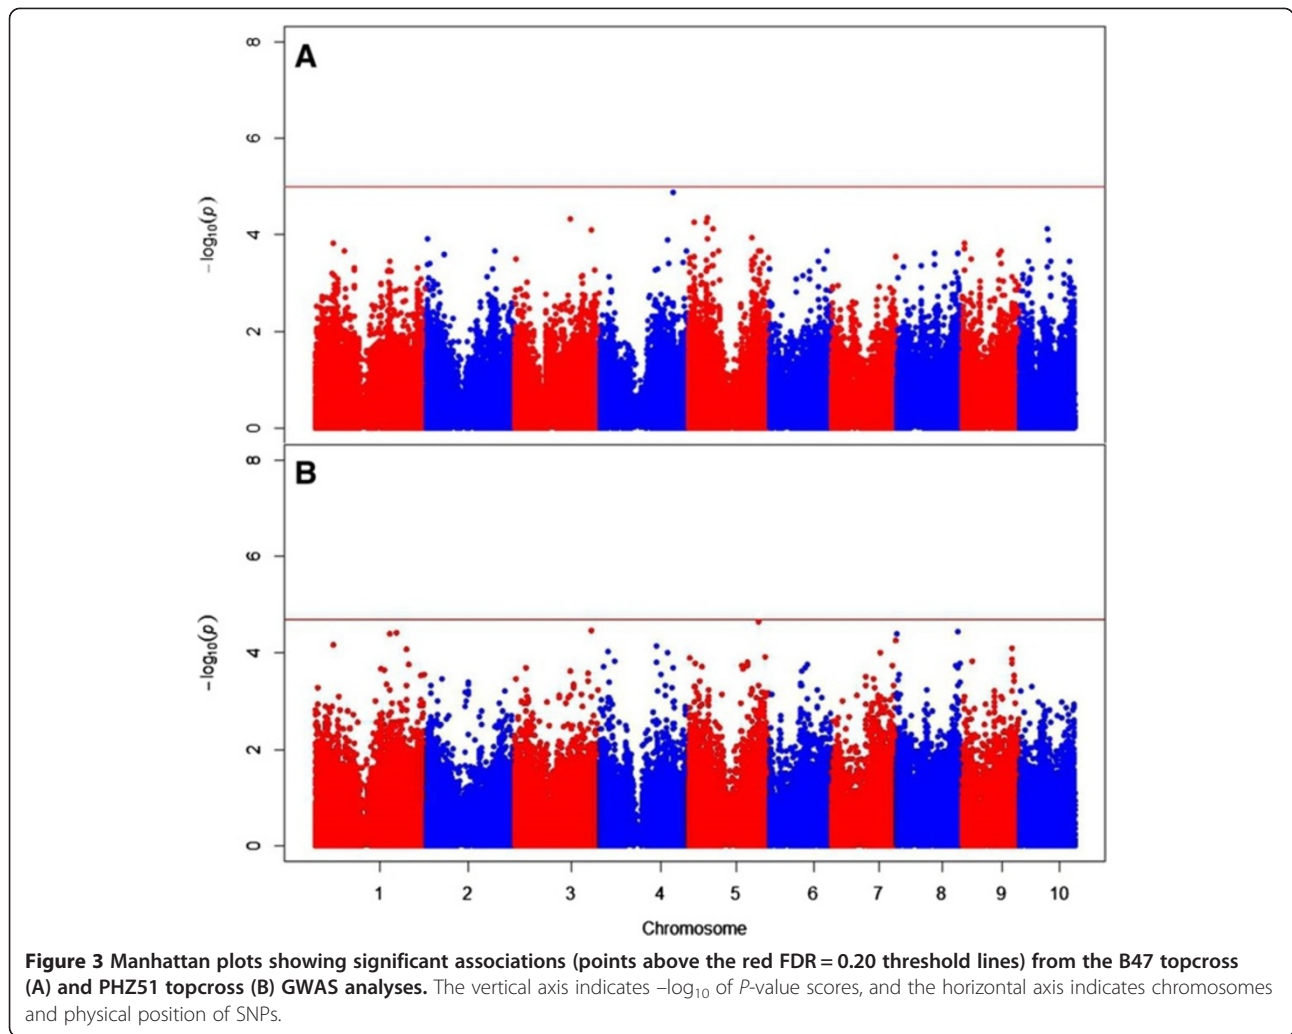 A
8
6
4
2
0
−log10(p)
B
8
6
4
2
0
−log10(p)
1 2 3 4 5 6 7 8 9 10
Chromosome
Figure 3 Manhattan plots showing significant associations (points above the red FDR = 0.20 threshold lines) from the B47 topcross
(A) and PHZ51 topcross (B) GWAS analyses. The vertical axis indicates –log10 of P-value scores, and the horizontal axis indicates chromosomes
and physical position of SNPs.